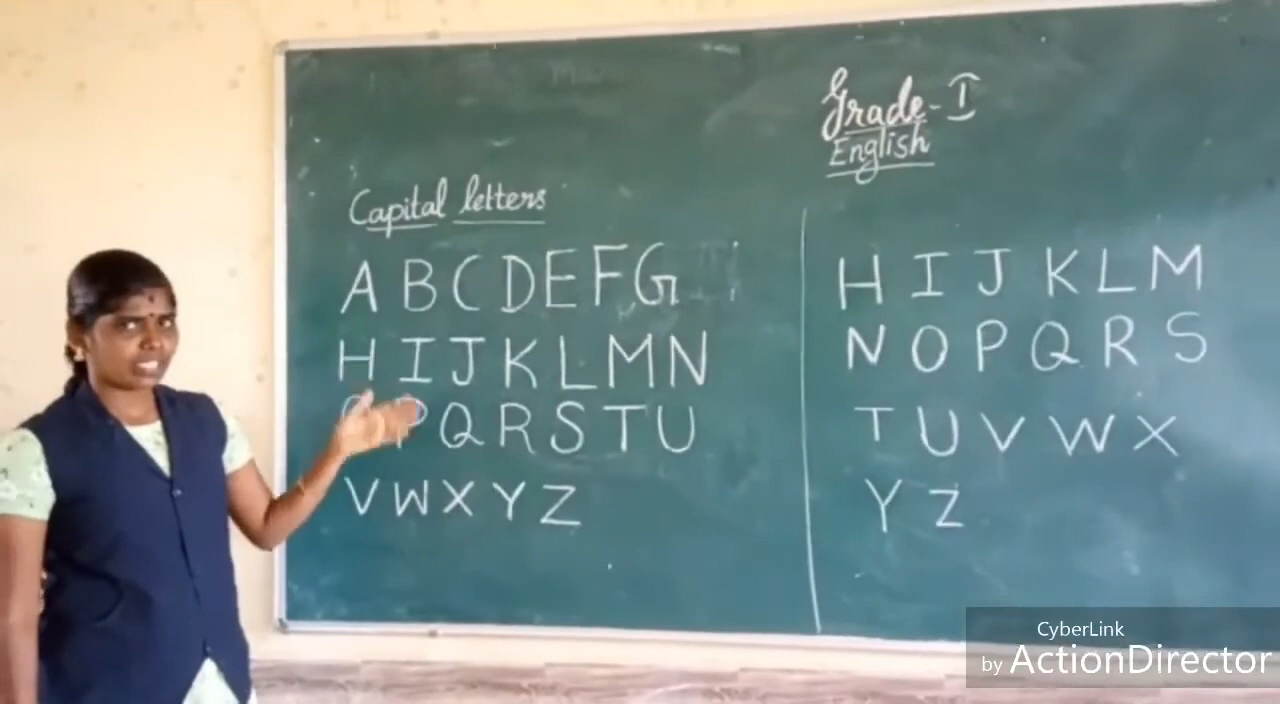 Grade - I
English
Capital letters
A B C D E F G
H I J K L M N
P Q R S T U
V W X Y Z
H I J K L M
N O P Q R S
T U V W X
Y Z
CyberLink
by ActionDirector